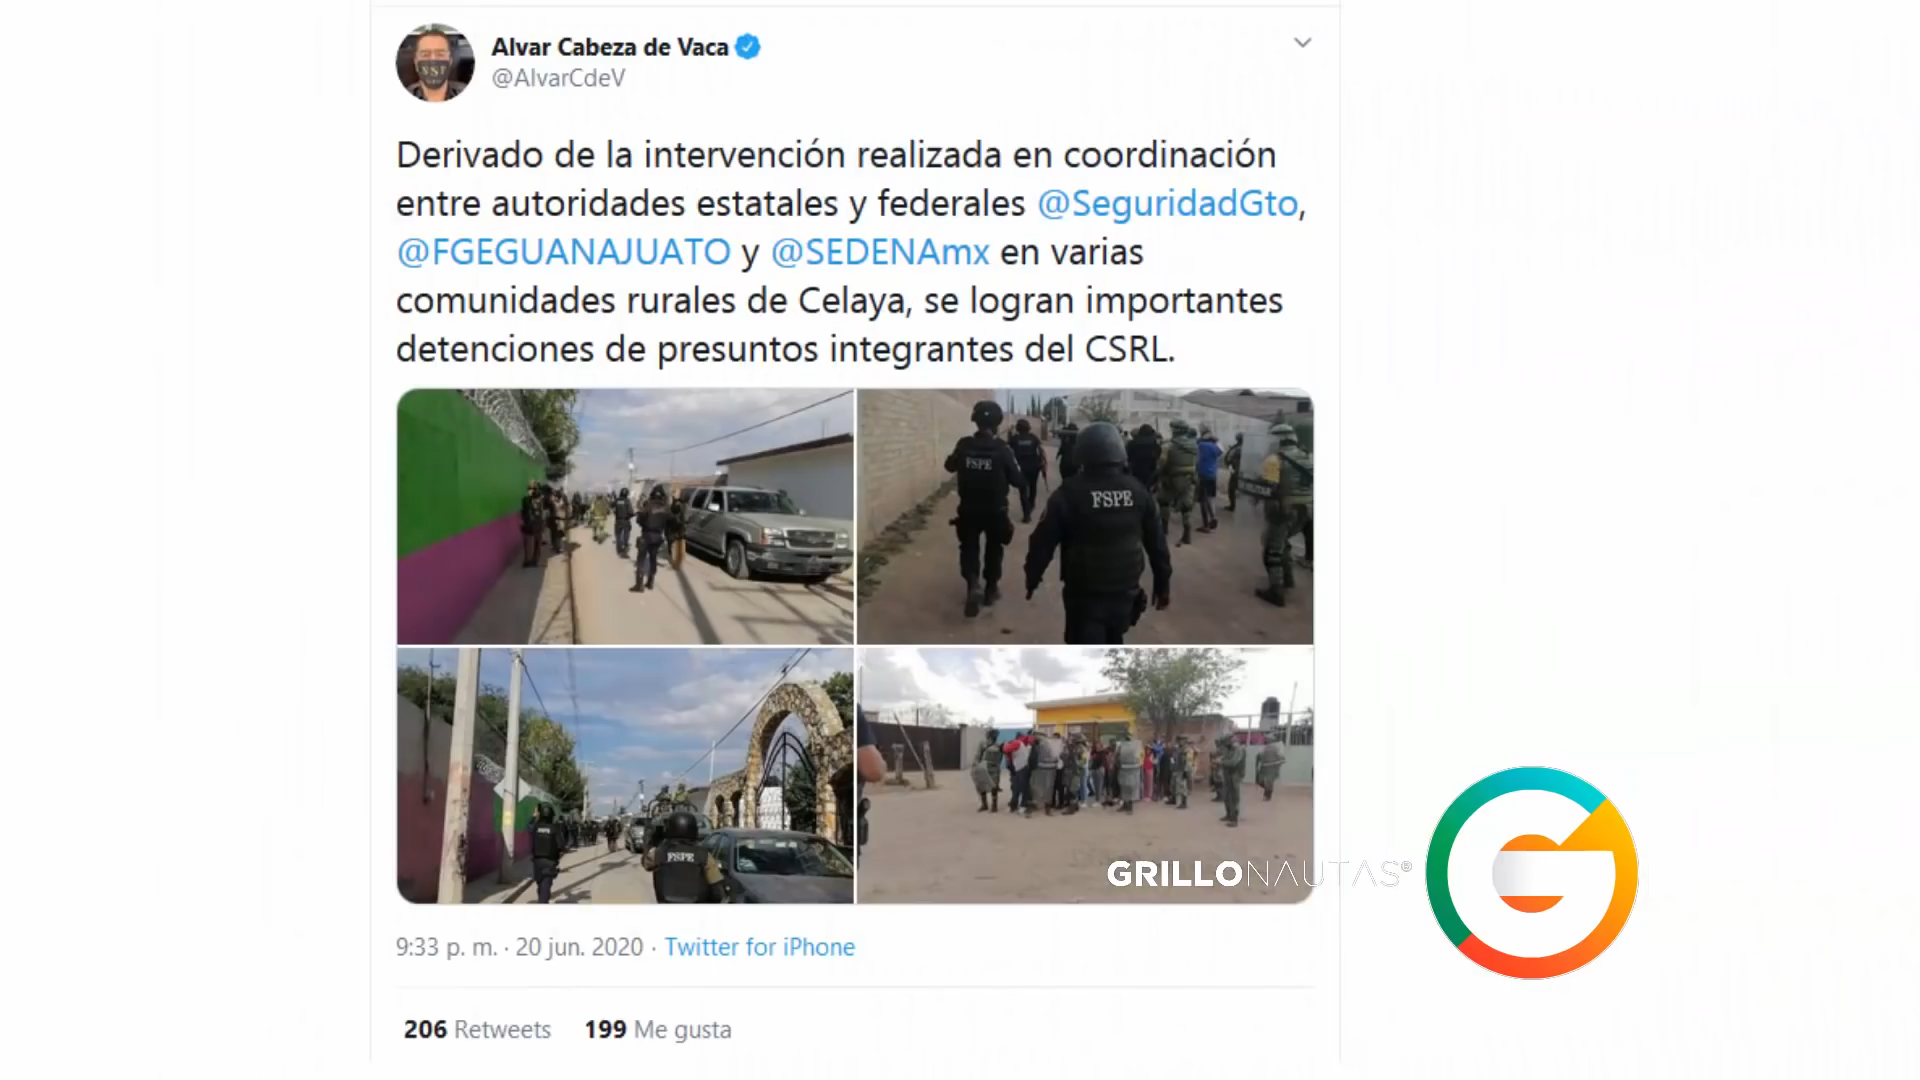 Alvar Cabeza de Vaca
@AlvarCdeV
Derivado de la intervención realizada en coordinación
entre autoridades estatales y federales @SeguridadGto,
@FGEGUANAJUATO y @SEDENAmx en varias
comunidades rurales de Celaya, se logran importantes
detenciones de presuntos integrantes del CSRL.
FSPE
FSPE
FSPE
GRILLONAUTAS®
9:33 p. m. · 20 jun. 2020 · Twitter for iPhone
206 Retweets 199 Me gusta